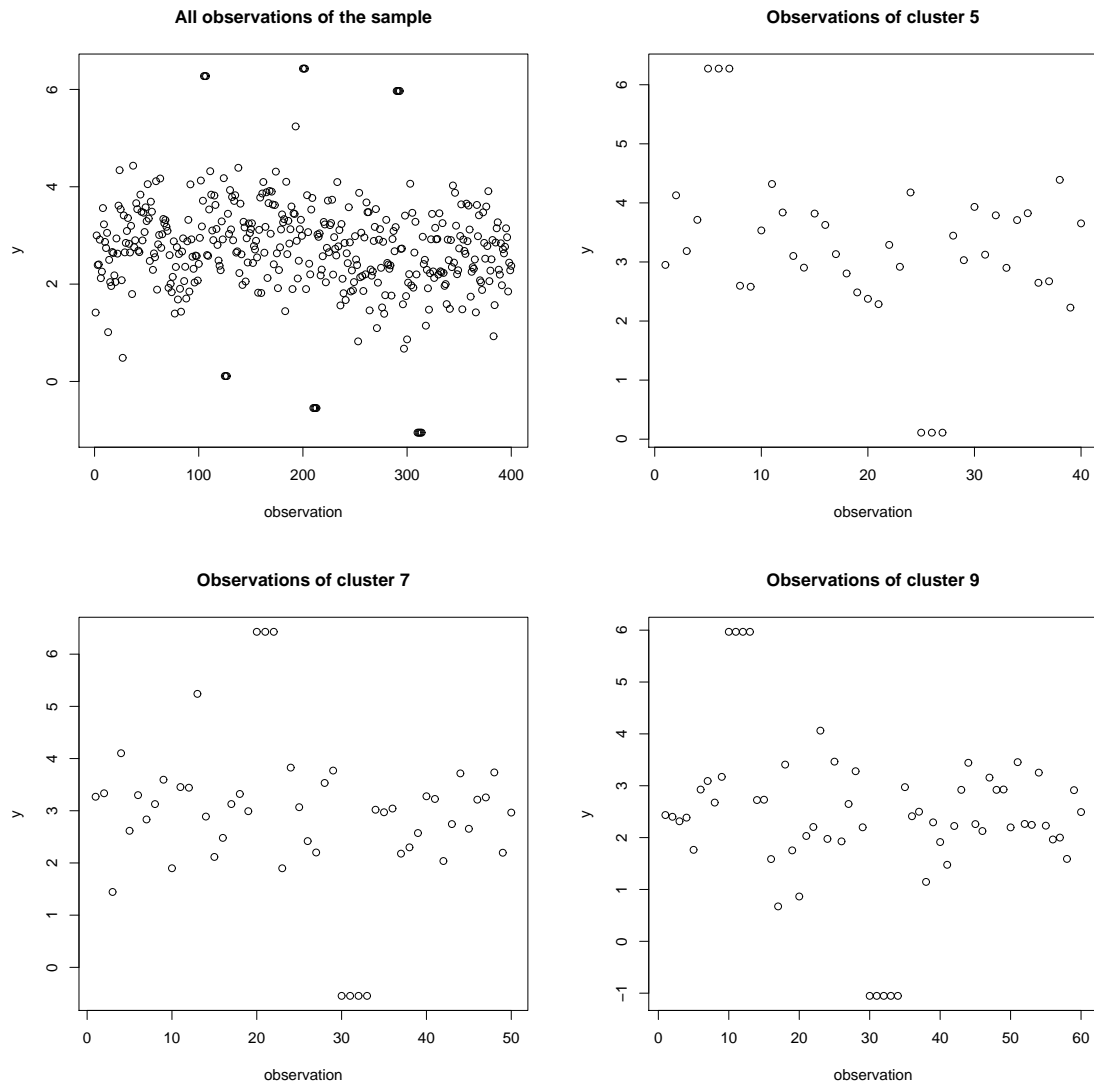 All observations of the sample
y
6
4
2
0
0 100 200 300 400
observation
Observations of cluster 5
y
6
5
4
3
2
1
0
0 10 20 30 40
observation
Observations of cluster 7
y
6
5
4
3
2
1
0
0 10 20 30 40 50
observation
Observations of cluster 9
y
6
5
4
3
2
1
0
−1
0 10 20 30 40 50 60
observation